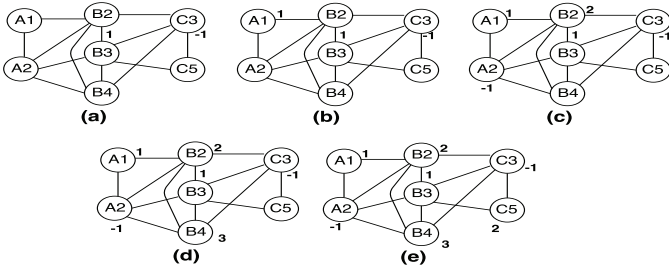 A1 B2 C3
1 -1
B3
A2 C5
B4
(a)
A1 1 B2 C3
1 -1
B3
A2 C5
B4
(b)
A1 1 B2 2 C3
1 -1
B3
A2 C5
-1 B4
(c)
A1 1 B2 2 C3
1 -1
B3
A2 C5
-1 B4 3
(d)
A1 1 B2 2 C3
1 -1
B3
A2 C5
-1 B4 3 2
(e)